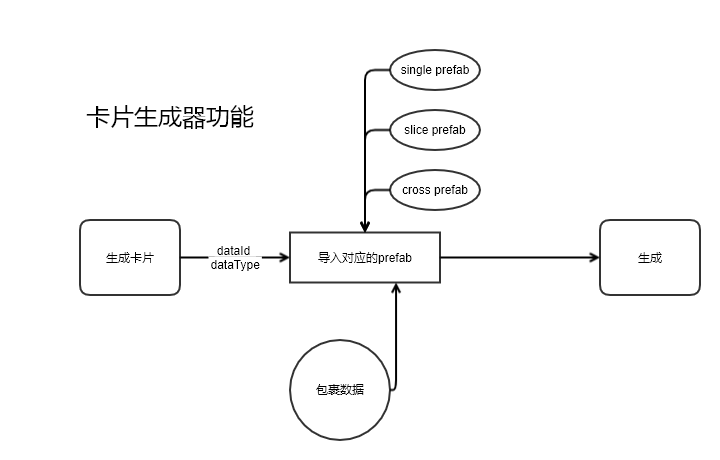 single prefab
卡片生成器功能
slice prefab
cross prefab
生成卡片
dataId
dataType
导入对应的prefab
生成
包裹数据